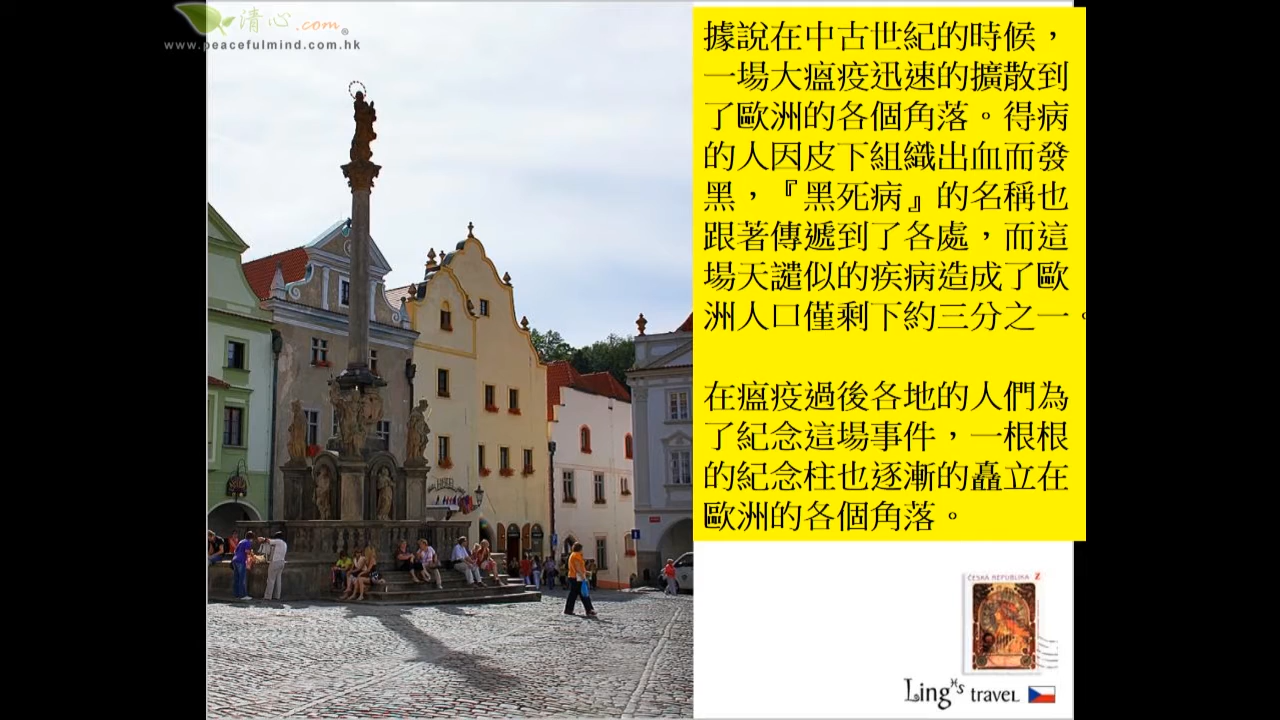 清心.com®
www.peacefulmind.com.hk
據說在中古世紀的時候，
一場大瘟疫迅速的擴散到
了歐洲的各個角落。得病
的人因皮下組織出血而發
黑，『黑死病』的名稱也
跟著傳遞到了各處，而這
場天譴似的疾病造成了歐
洲人口僅剩下約三分之一。
在瘟疫過後各地的人們為
了紀念這場事件，一根根
的紀念柱也逐漸的矗立在
歐洲的各個角落。
ČESKÁ REPUBLIKA Z
Ling's travel